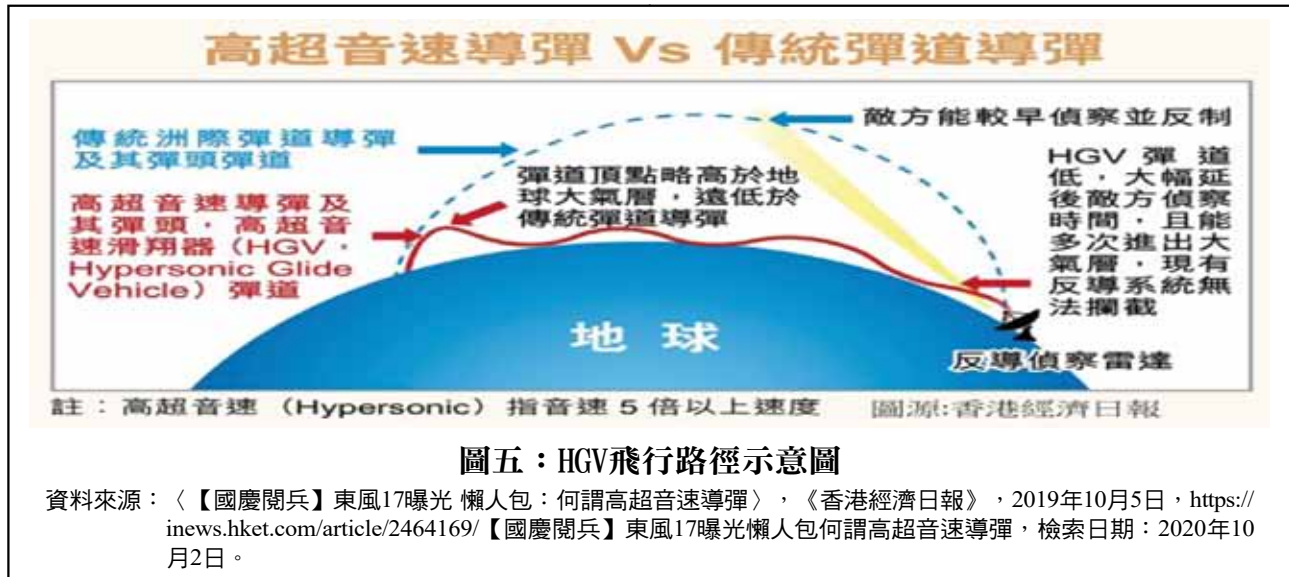 高超音速導彈 Vs 傳統彈道導彈
傳統洲際彈道導彈
及其彈頭彈道
高超音速導彈及
其彈頭．高超音
速滑翔器（HGV．
Hypersonic Glide
Vehicle）彈道
彈道頂點略高於地
球大氣層，遠低於
傳統彈道導彈
敵方能較早偵察並反制
HGV 彈道
低，大幅延
後敵方偵察
時間，且能
多次進出大
氣層，現有
反導系統無
法攔截
地球
反導偵察雷達
註：高超音速（Hypersonic）指音速5倍以上速度
圖源:香港經濟日報
圖五：HGV飛行路徑示意圖
資料來源：〈【國慶閱兵】東風17曝光 懶人包：何謂高超音速導彈〉，《香港經濟日報》，2019年10月5日，https://
inews.hket.com/article/2464169/【國慶閱兵】東風17曝光懶人包何謂高超音速導彈，檢索日期：2020年10
月2日。